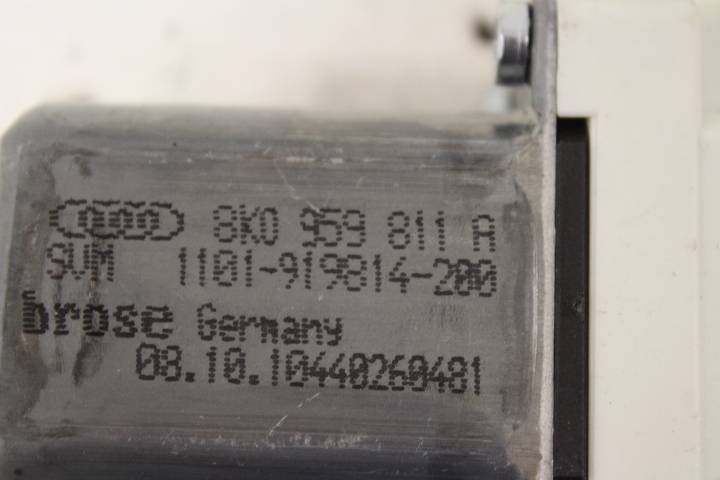 8K0 959 811 A
SVM 1101-919814-200
brose Germany
08.10.10440260481